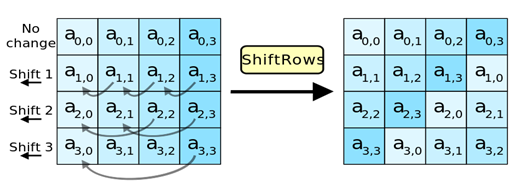 No change a0,0 a0,1 a0,2 a0,3 ShiftRows a0,0 a0,1 a0,2 a0,3
Shift 1 a1,0 a1,1 a1,2 a1,3 a1,1 a1,2 a1,3 a1,0
Shift 2 a2,0 a2,1 a2,2 a2,3 a2,2 a2,3 a2,0 a2,1
Shift 3 a3,0 a3,1 a3,2 a3,3 a3,3 a3,0 a3,1 a3,2